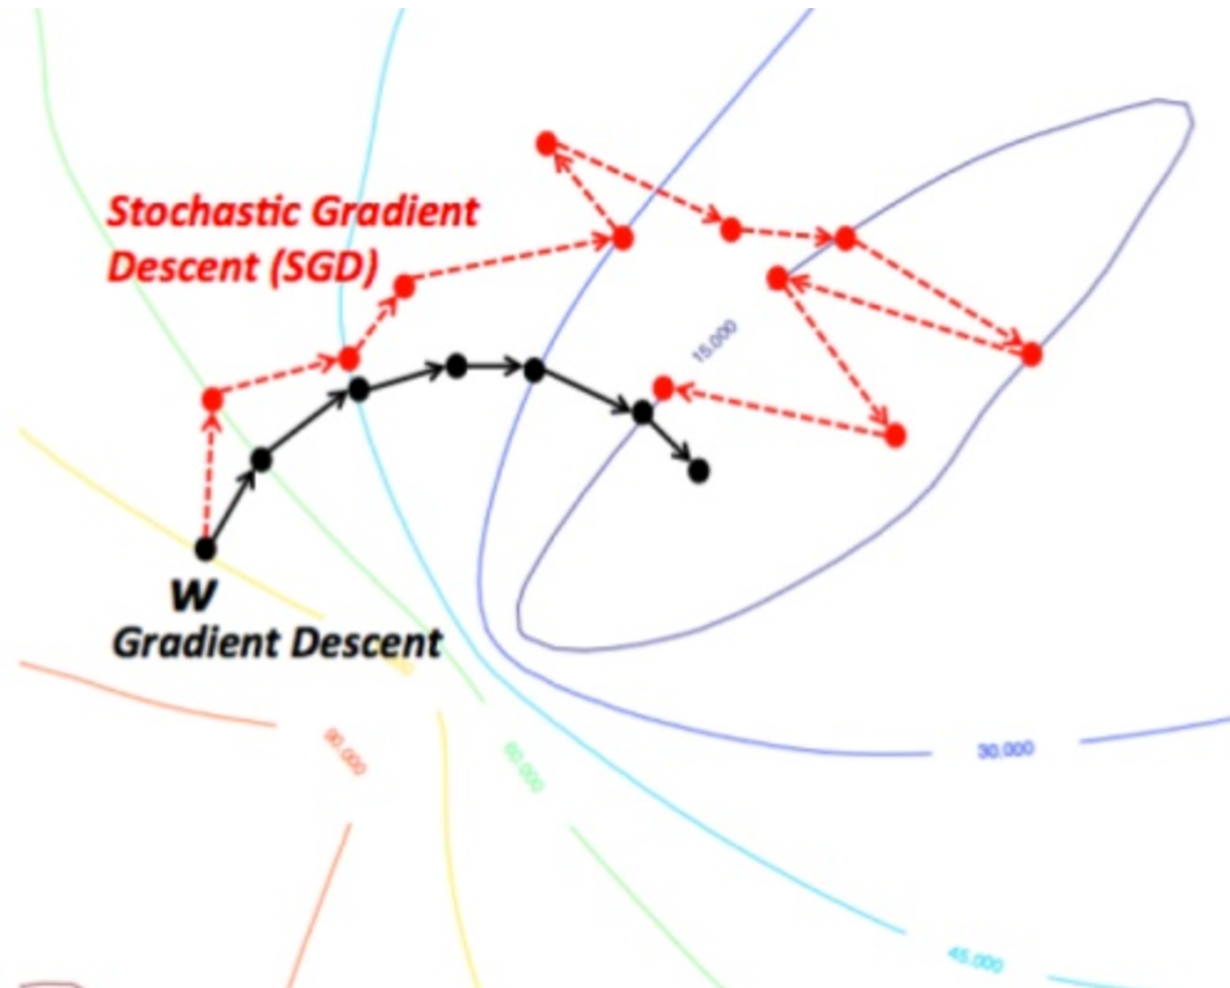 Stochastic Gradient
Descent (SGD)
15.000
W
Gradient Descent
90.000
60.000
30.000
45.000